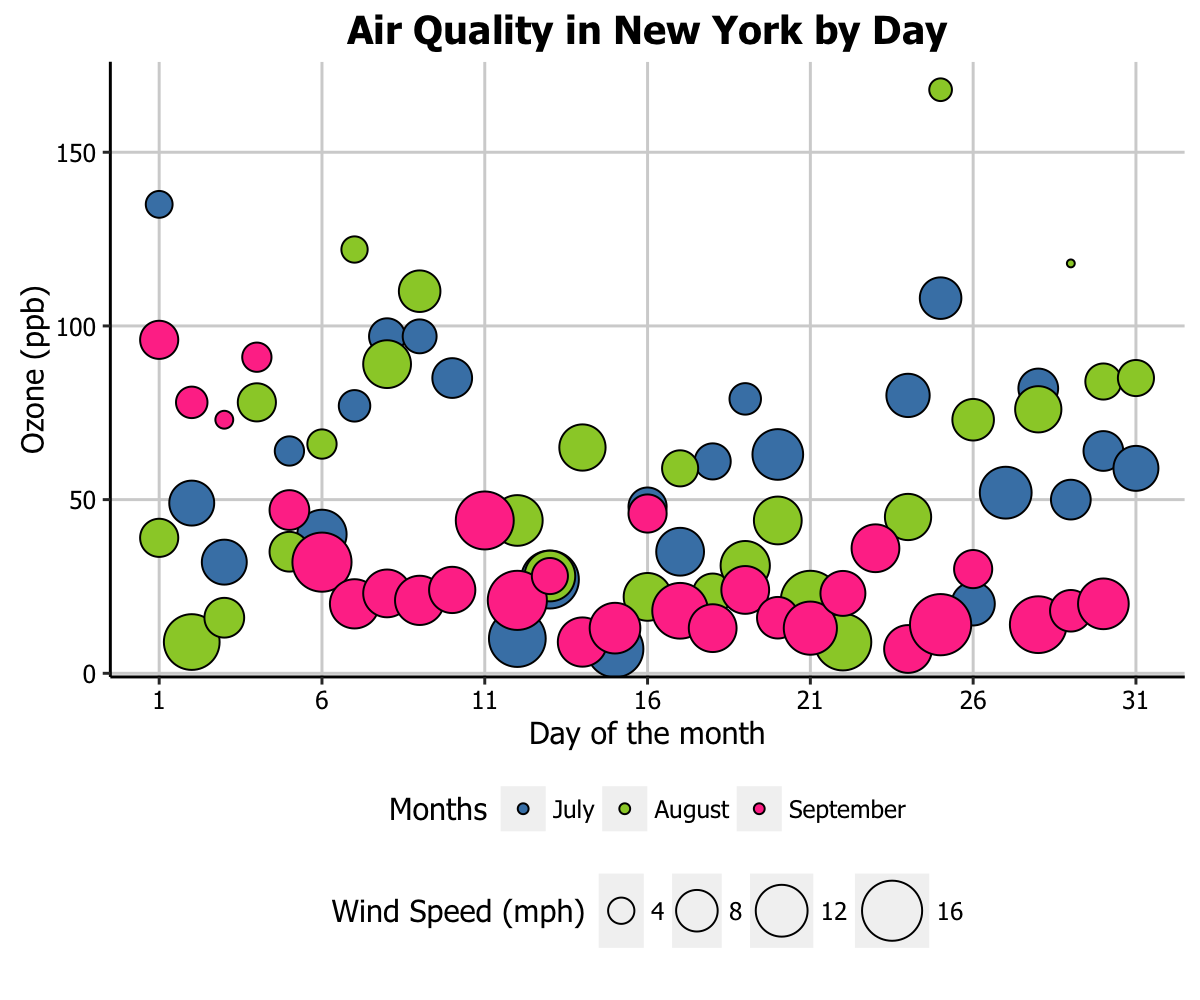 Air Quality in New York by Day
Ozone (ppb)
150
100
50
0
1 6 11 16 21 26 31
Day of the month
Months July August September
Wind Speed (mph) 4 8 12 16